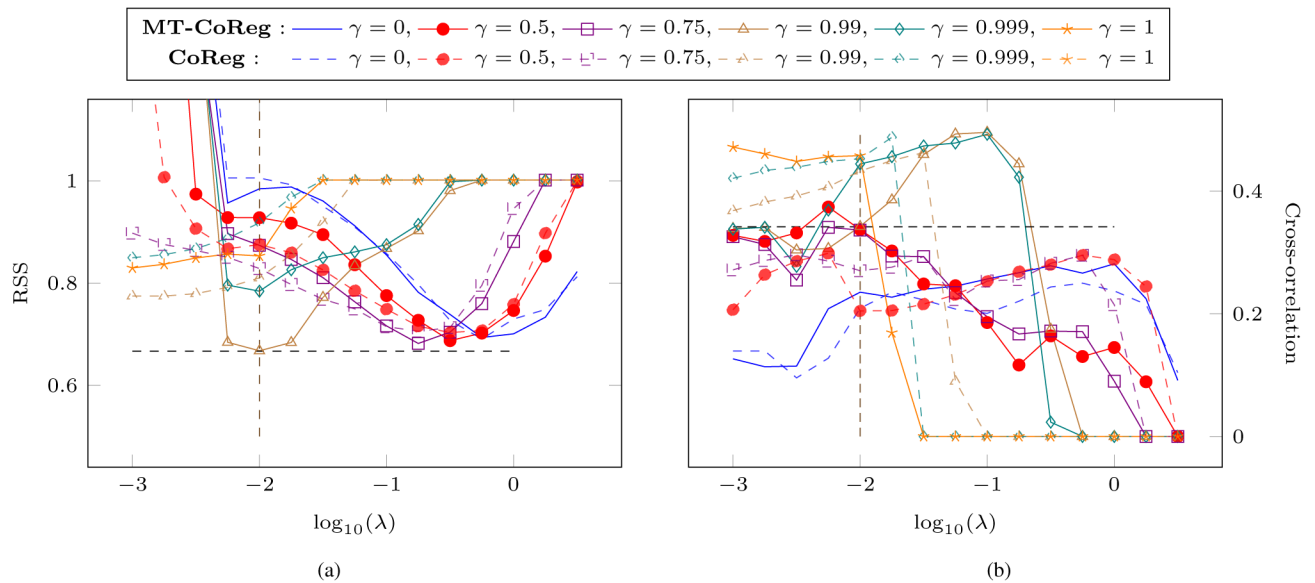 MT-CoReg : γ = 0, γ = 0.5, γ = 0.75, γ = 0.99, γ = 0.999, γ = 1
CoReg : γ = 0, γ = 0.5, γ = 0.75, γ = 0.99, γ = 0.999, γ = 1
RSS
1
0.8
0.6
−3 −2 −1 0
log₁₀(λ)
(a)
0.4
0.2
0
Cross-orrelation
−3 −2 −1 0
log₁₀(λ)
(b)